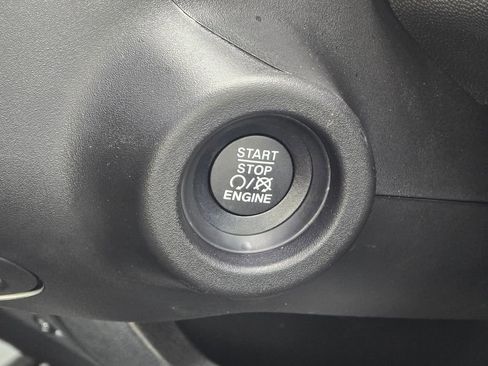 START
STOP
/
ENGINE